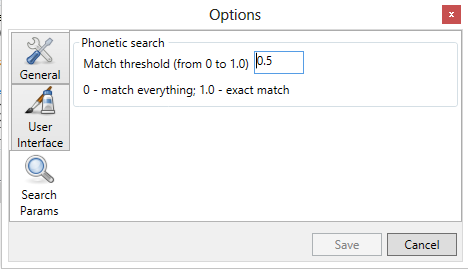 Options
General
User
Interface
Search
Params
Phonetic search
Match threshold (from 0 to 1.0) 0.5
0 - match everything; 1.0 - exact match
Save
Cancel